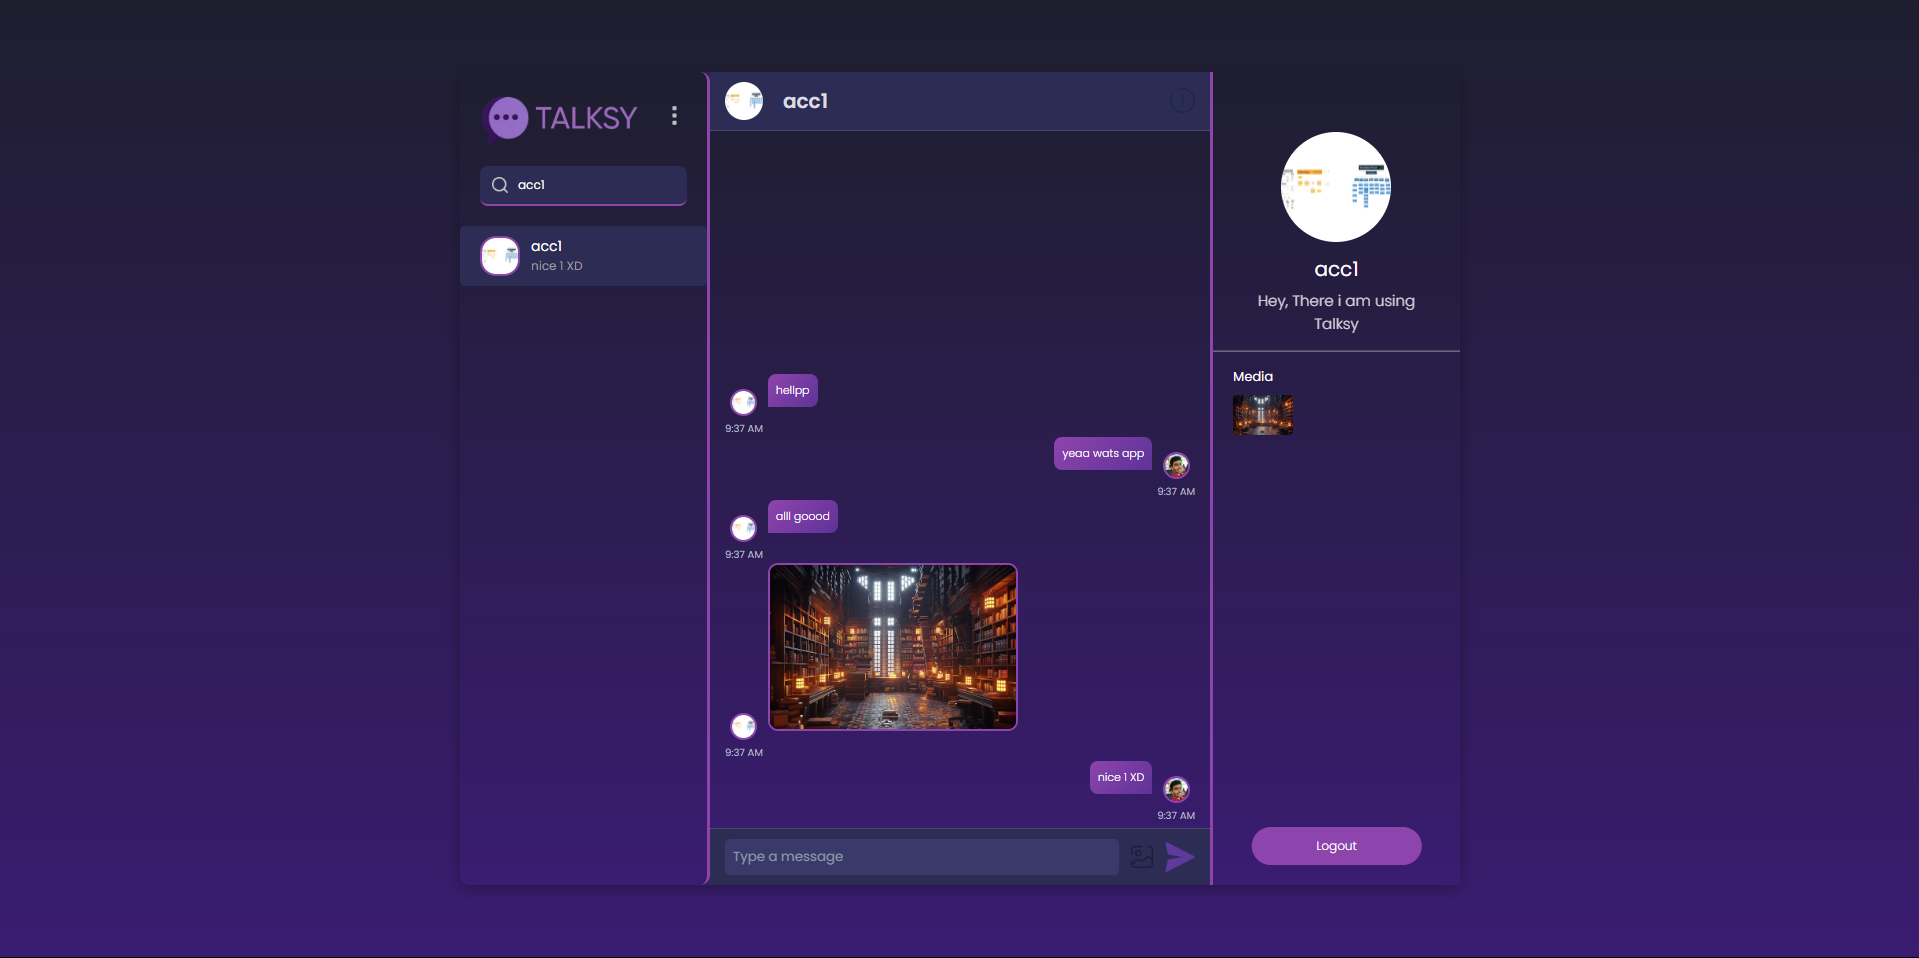 TALKSY
acc1
acc1
nice 1 XD
acc1
hellpp
9:37 AM
yeaa wats app
9:37 AM
alll goood
9:37 AM
9:37 AM
nice 1 XD
9:37 AM
Type a message
acc1
Hey, There i am using
Talksy
Media
Logout